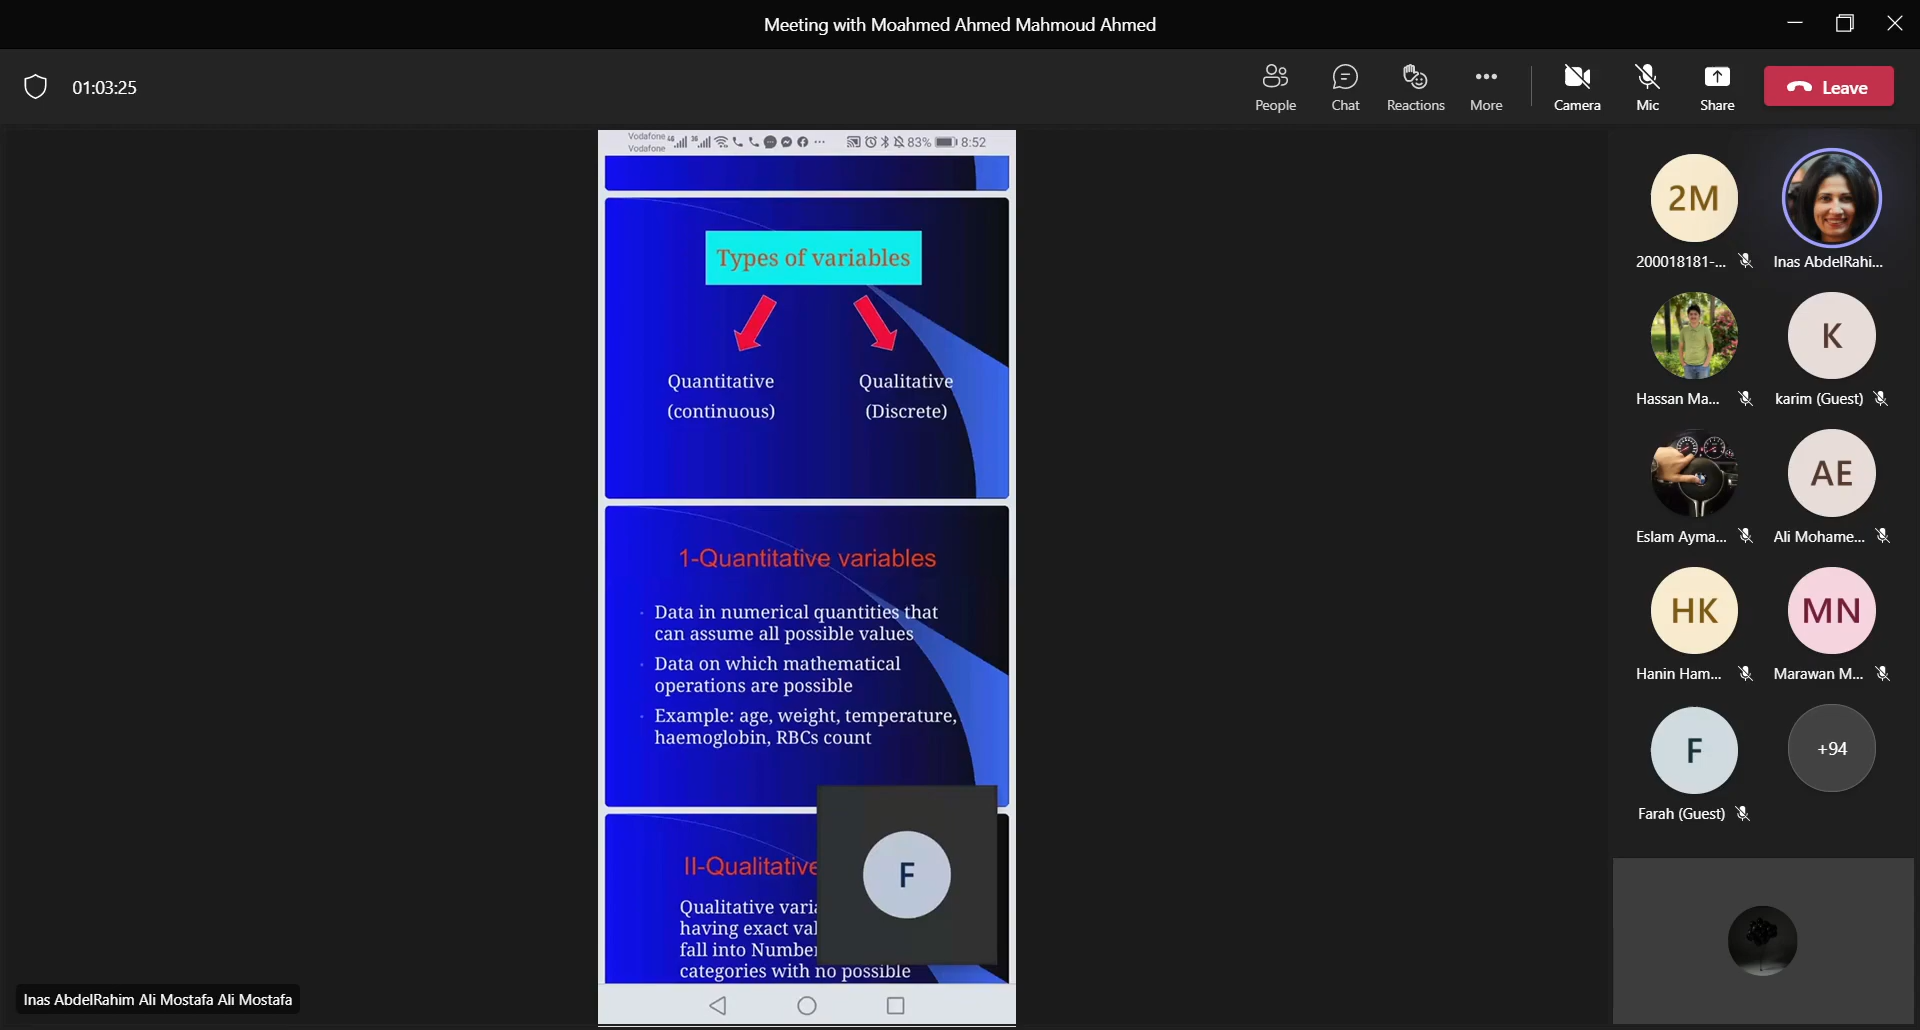 Meeting with Moahmed Ahmed Mahmoud Ahmed
01:03:25
People
Chat
Reactions
More
Camera
Mic
Share
Leave
Vodafone
Vodafone
4G
3G
83%
8:52
Types of variables
Quantitative
(continuous)
Qualitative
(Discrete)
1-Quantitative variables
Data in numerical quantities that
can assume all possible values
Data on which mathematical
operations are possible
Example: age, weight, temperature,
haemoglobin, RBCs count
II-Qualitative
Qualitative varia
having exact val
fall into Number
categories with no possible
F
Inas AbdelRahim Ali Mostafa Ali Mostafa
2M
200018181-...
Inas AbdelRahi...
Hassan Ma...
K
karim (Guest)
Eslam Ayma...
AE
Ali Mohame...
HK
Hanin Ham...
MN
Marawan M...
F
Farah (Guest)
+94